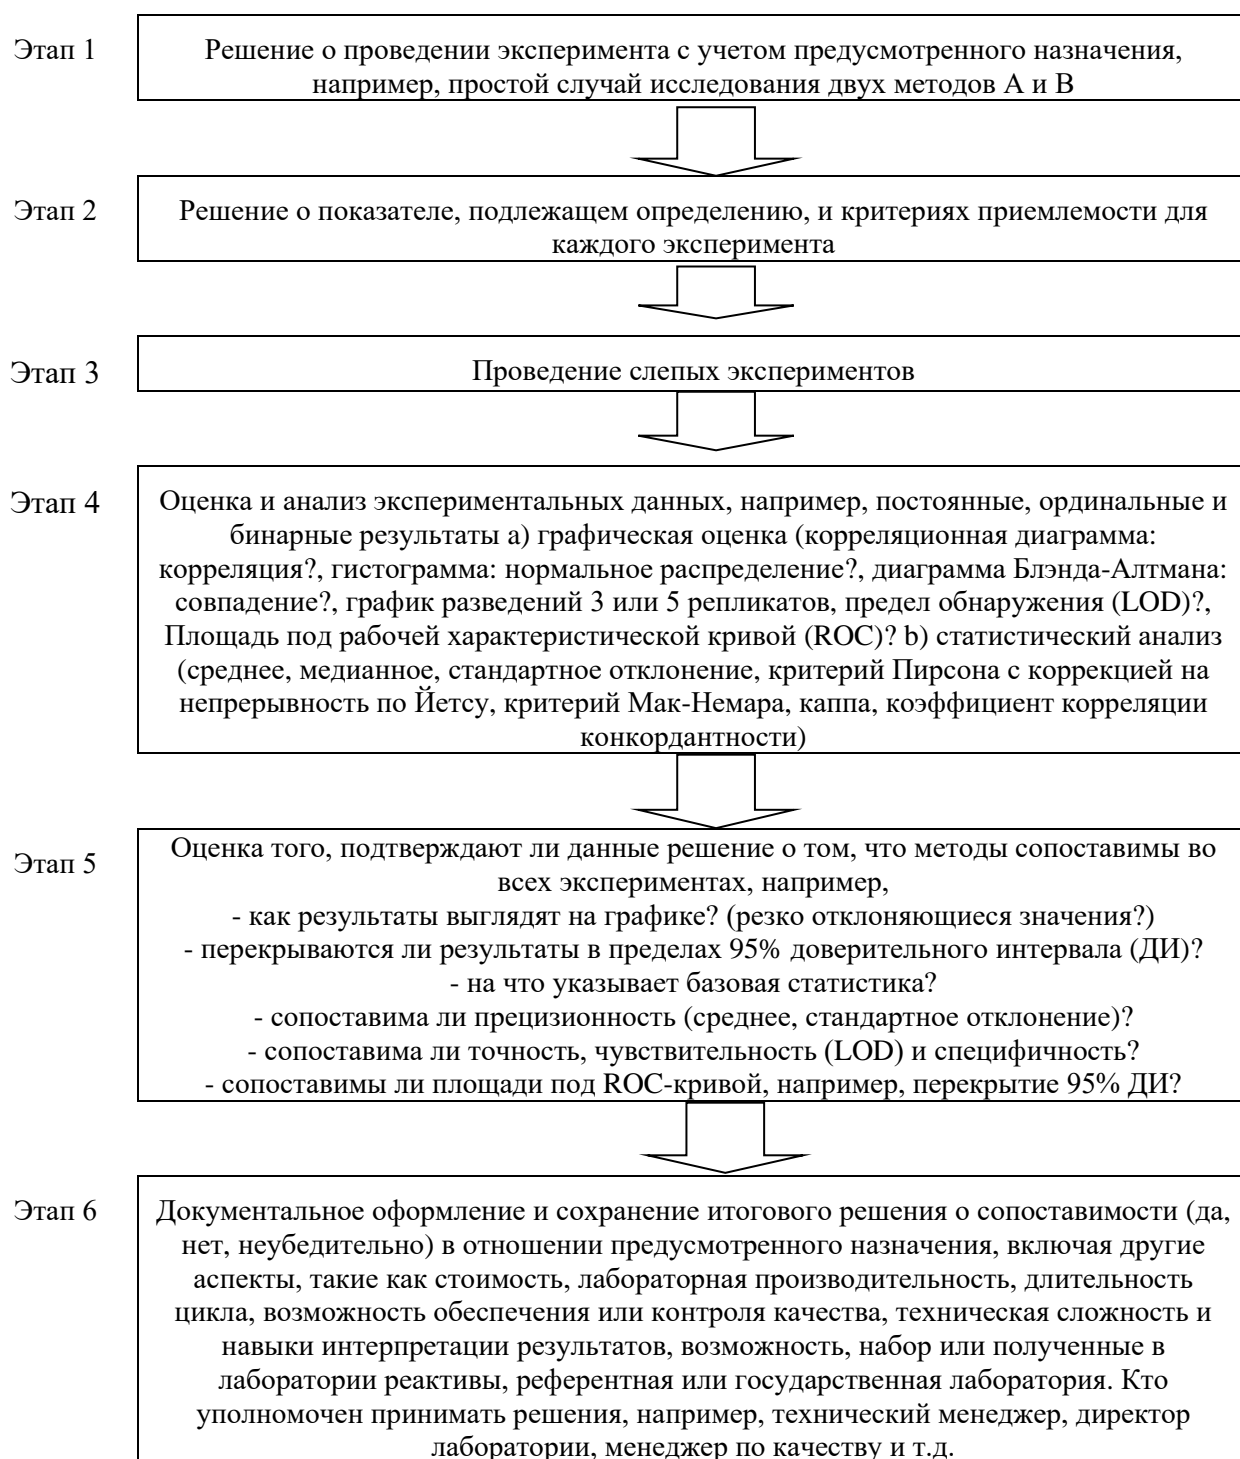 Этап 1
Решение о проведении эксперимента с учетом предусмотренного назначения,
например, простой случай исследования двух методов А и В
Этап 2
Решение о показателе, подлежащем определению, и критериях приемлемости для
каждого эксперимента
Этап 3
Проведение слепых экспериментов
Этап 4
Оценка и анализ экспериментальных данных, например, постоянные, ординальные и
бинарные результаты а) графическая оценка (корреляционная диаграмма:
корреляция?, гистограмма: нормальное распределение?, диаграмма Блэнда-Алтмана:
совпадение?, график разведений 3 или 5 репликатов, предел обнаружения (LOD)?,
Площадь под рабочей характеристической кривой (ROC)? b) статистический анализ
(среднее, медианное, стандартное отклонение, критерий Пирсона с коррекцией на
непрерывность по Йетсу, критерий Мак-Немара, каппа, коэффициент корреляции
конкордантности)
Этап 5
Оценка того, подтверждают ли данные решение о том, что методы сопоставимы во
всех экспериментах, например,
- как результаты выглядят на графике? (резко отклоняющиеся значения?)
- перекрываются ли результаты в пределах 95% доверительного интервала (ДИ)?
- на что указывает базовая статистика?
- сопоставима ли прецизионность (среднее, стандартное отклонение)?
- сопоставима ли точность, чувствительность (LOD) и специфичность?
- сопоставимы ли площади под ROC-кривой, например, перекрытие 95% ДИ?
Этап 6
Документальное оформление и сохранение итогового решения о сопоставимости (да,
нет, неубедительно) в отношении предусмотренного назначения, включая другие
аспекты, такие как стоимость, лабораторная производительность, длительность
цикла, возможность обеспечения или контроля качества, техническая сложность и
навыки интерпретации результатов, возможность, набор или полученные в
лаборатории реактивы, референтная или государственная лаборатория. Кто
уполномочен принимать решения, например, технический менеджер, директор
лаборатории, менеджер по качеству и т.д.